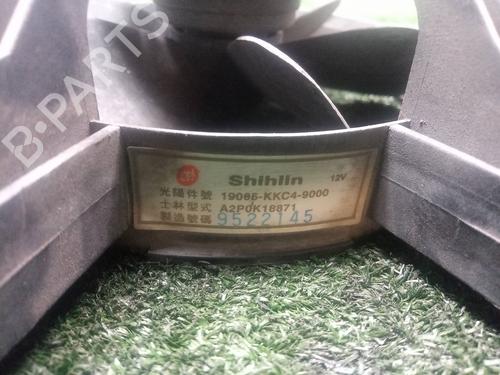 B-PARTS
Shihlin 12V
光陽件號 19065-KKC4-9000
士林型式 A2P0K18871
製造號碼 9522145